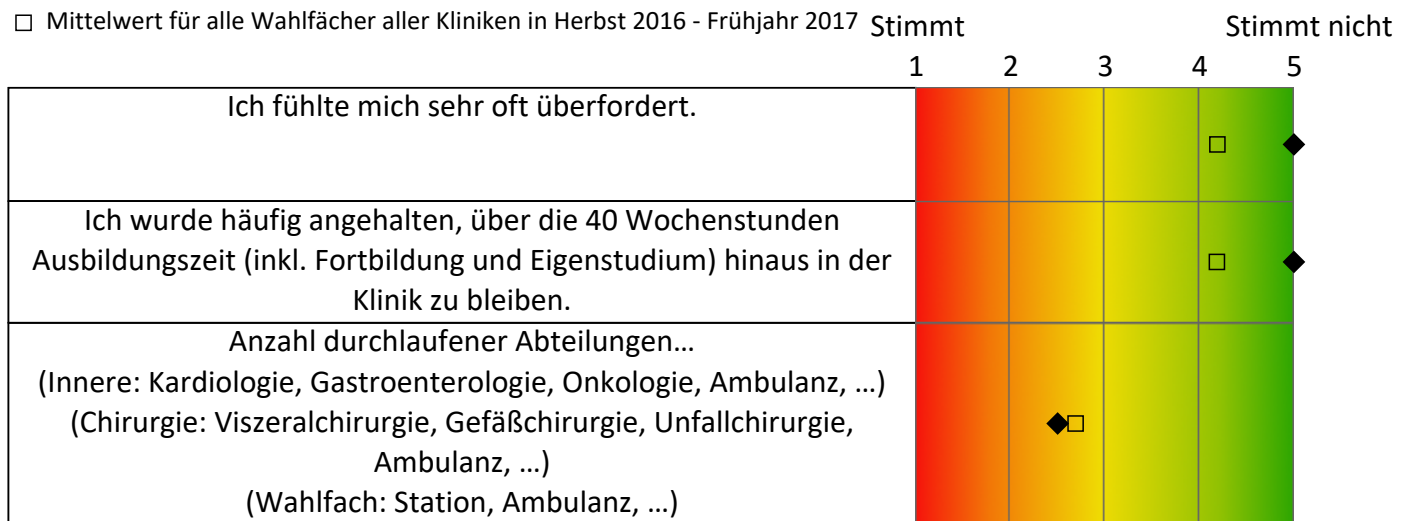 □ Mittelwert für alle Wahlfächer aller Kliniken in Herbst 2016 - Frühjahr 2017 Stimmt Stimmt nicht
1 2 3 4 5
Ich fühlte mich sehr oft überfordert.
Ich wurde häufig angehalten, über die 40 Wochenstunden
Ausbildungszeit (inkl. Fortbildung und Eigenstudium) hinaus in der
Klinik zu bleiben.
Anzahl durchlaufener Abteilungen…
(Innere: Kardiologie, Gastroenterologie, Onkologie, Ambulanz, …)
(Chirurgie: Viszeralchirurgie, Gefäßchirurgie, Unfallchirurgie,
Ambulanz, …)
(Wahlfach: Station, Ambulanz, …)